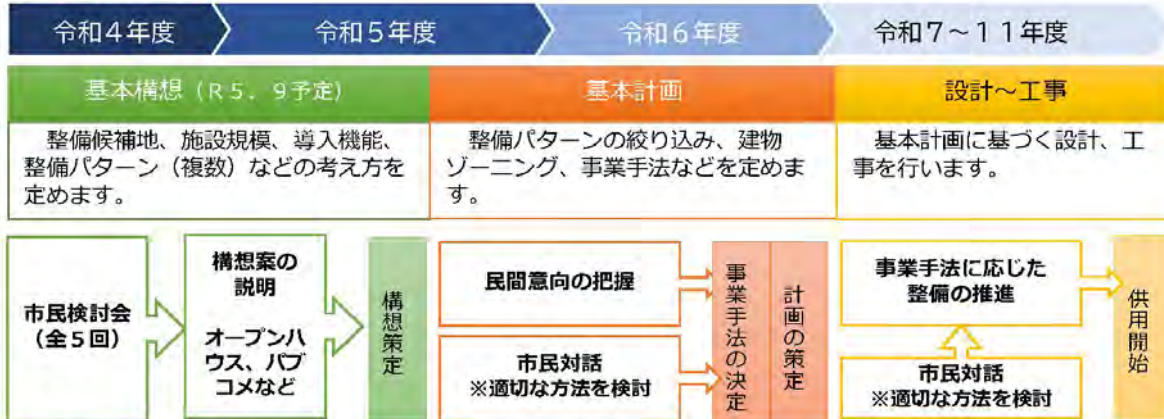 令和４年度
令和５年度
令和６年度
令和７～１１年度
基本構想（Ｒ５．９予定）
基本計画
設計～工事
整備候補地、施設規模、導入機能、
整備パターン（複数）などの考え方を
定めます。
整備パターンの絞り込み、建物
ゾーニング、事業手法などを定めま
す。
基本計画に基づく設計、工
事を行います。
市民検討会
（全５回）
構想案の
説明
オープンハ
ウス、パブ
コメなど
構想策定
民間意向の把握
市民対話
※適切な方法を検討
事業手法の決定
計画の策定
事業手法に応じた
整備の推進
市民対話
※適切な方法を検討
供用開始